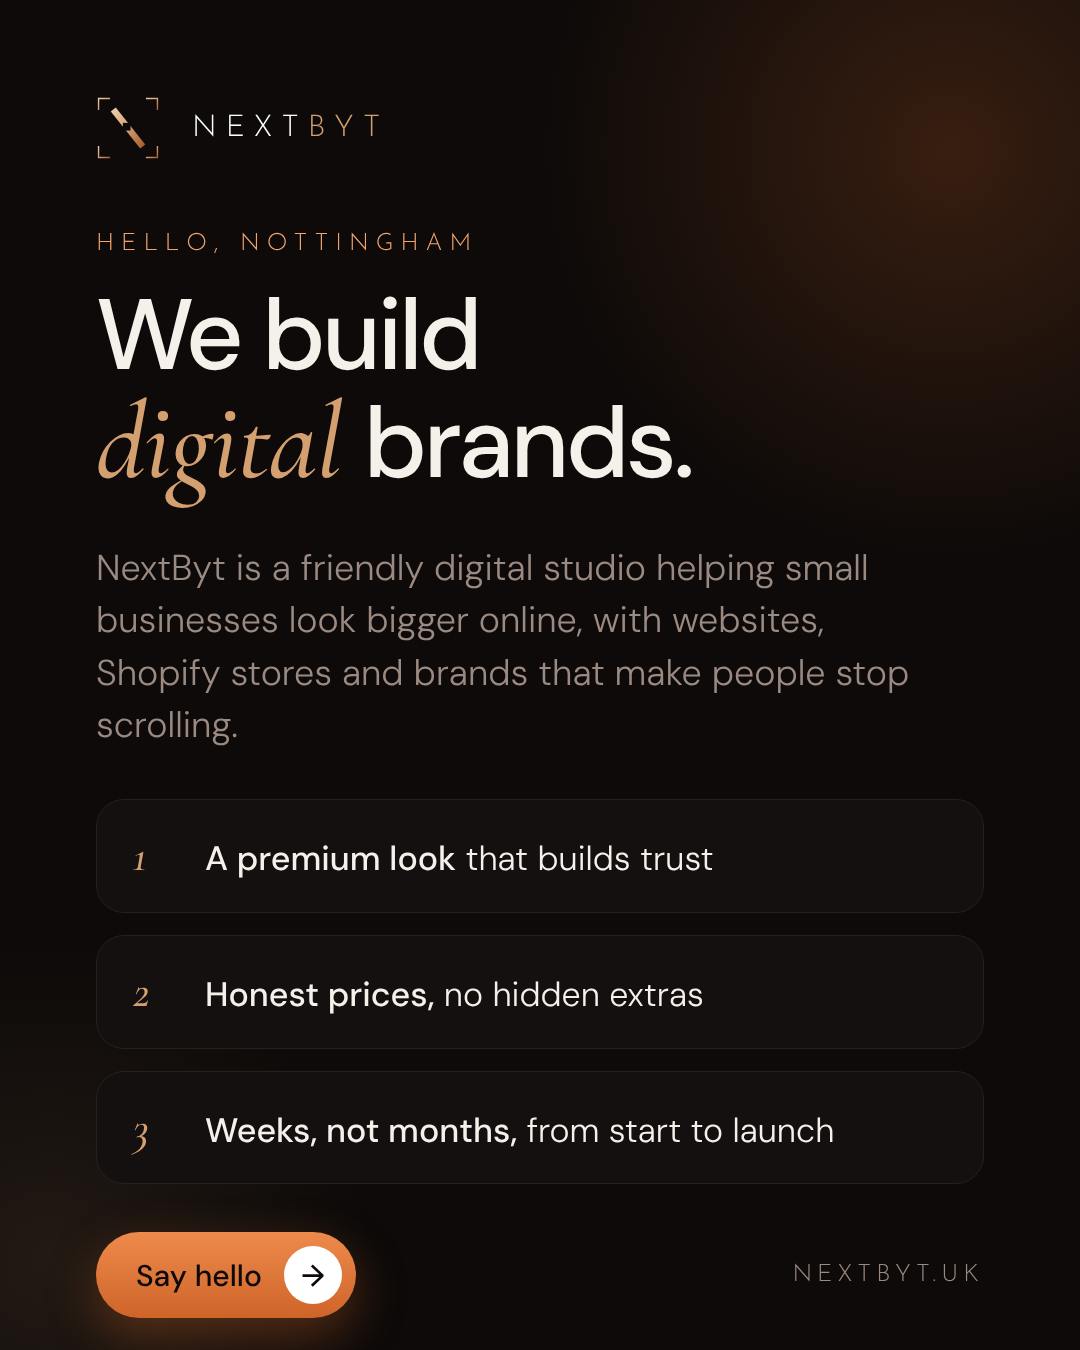 NEXTBYT
HELLO, NOTTINGHAM
We build
digital brands.
NextByt is a friendly digital studio helping small
businesses look bigger online, with websites,
Shopify stores and brands that make people stop
scrolling.
1 A premium look that builds trust
2 Honest prices, no hidden extras
3 Weeks, not months, from start to launch
Say hello
NEXTBYT.UK